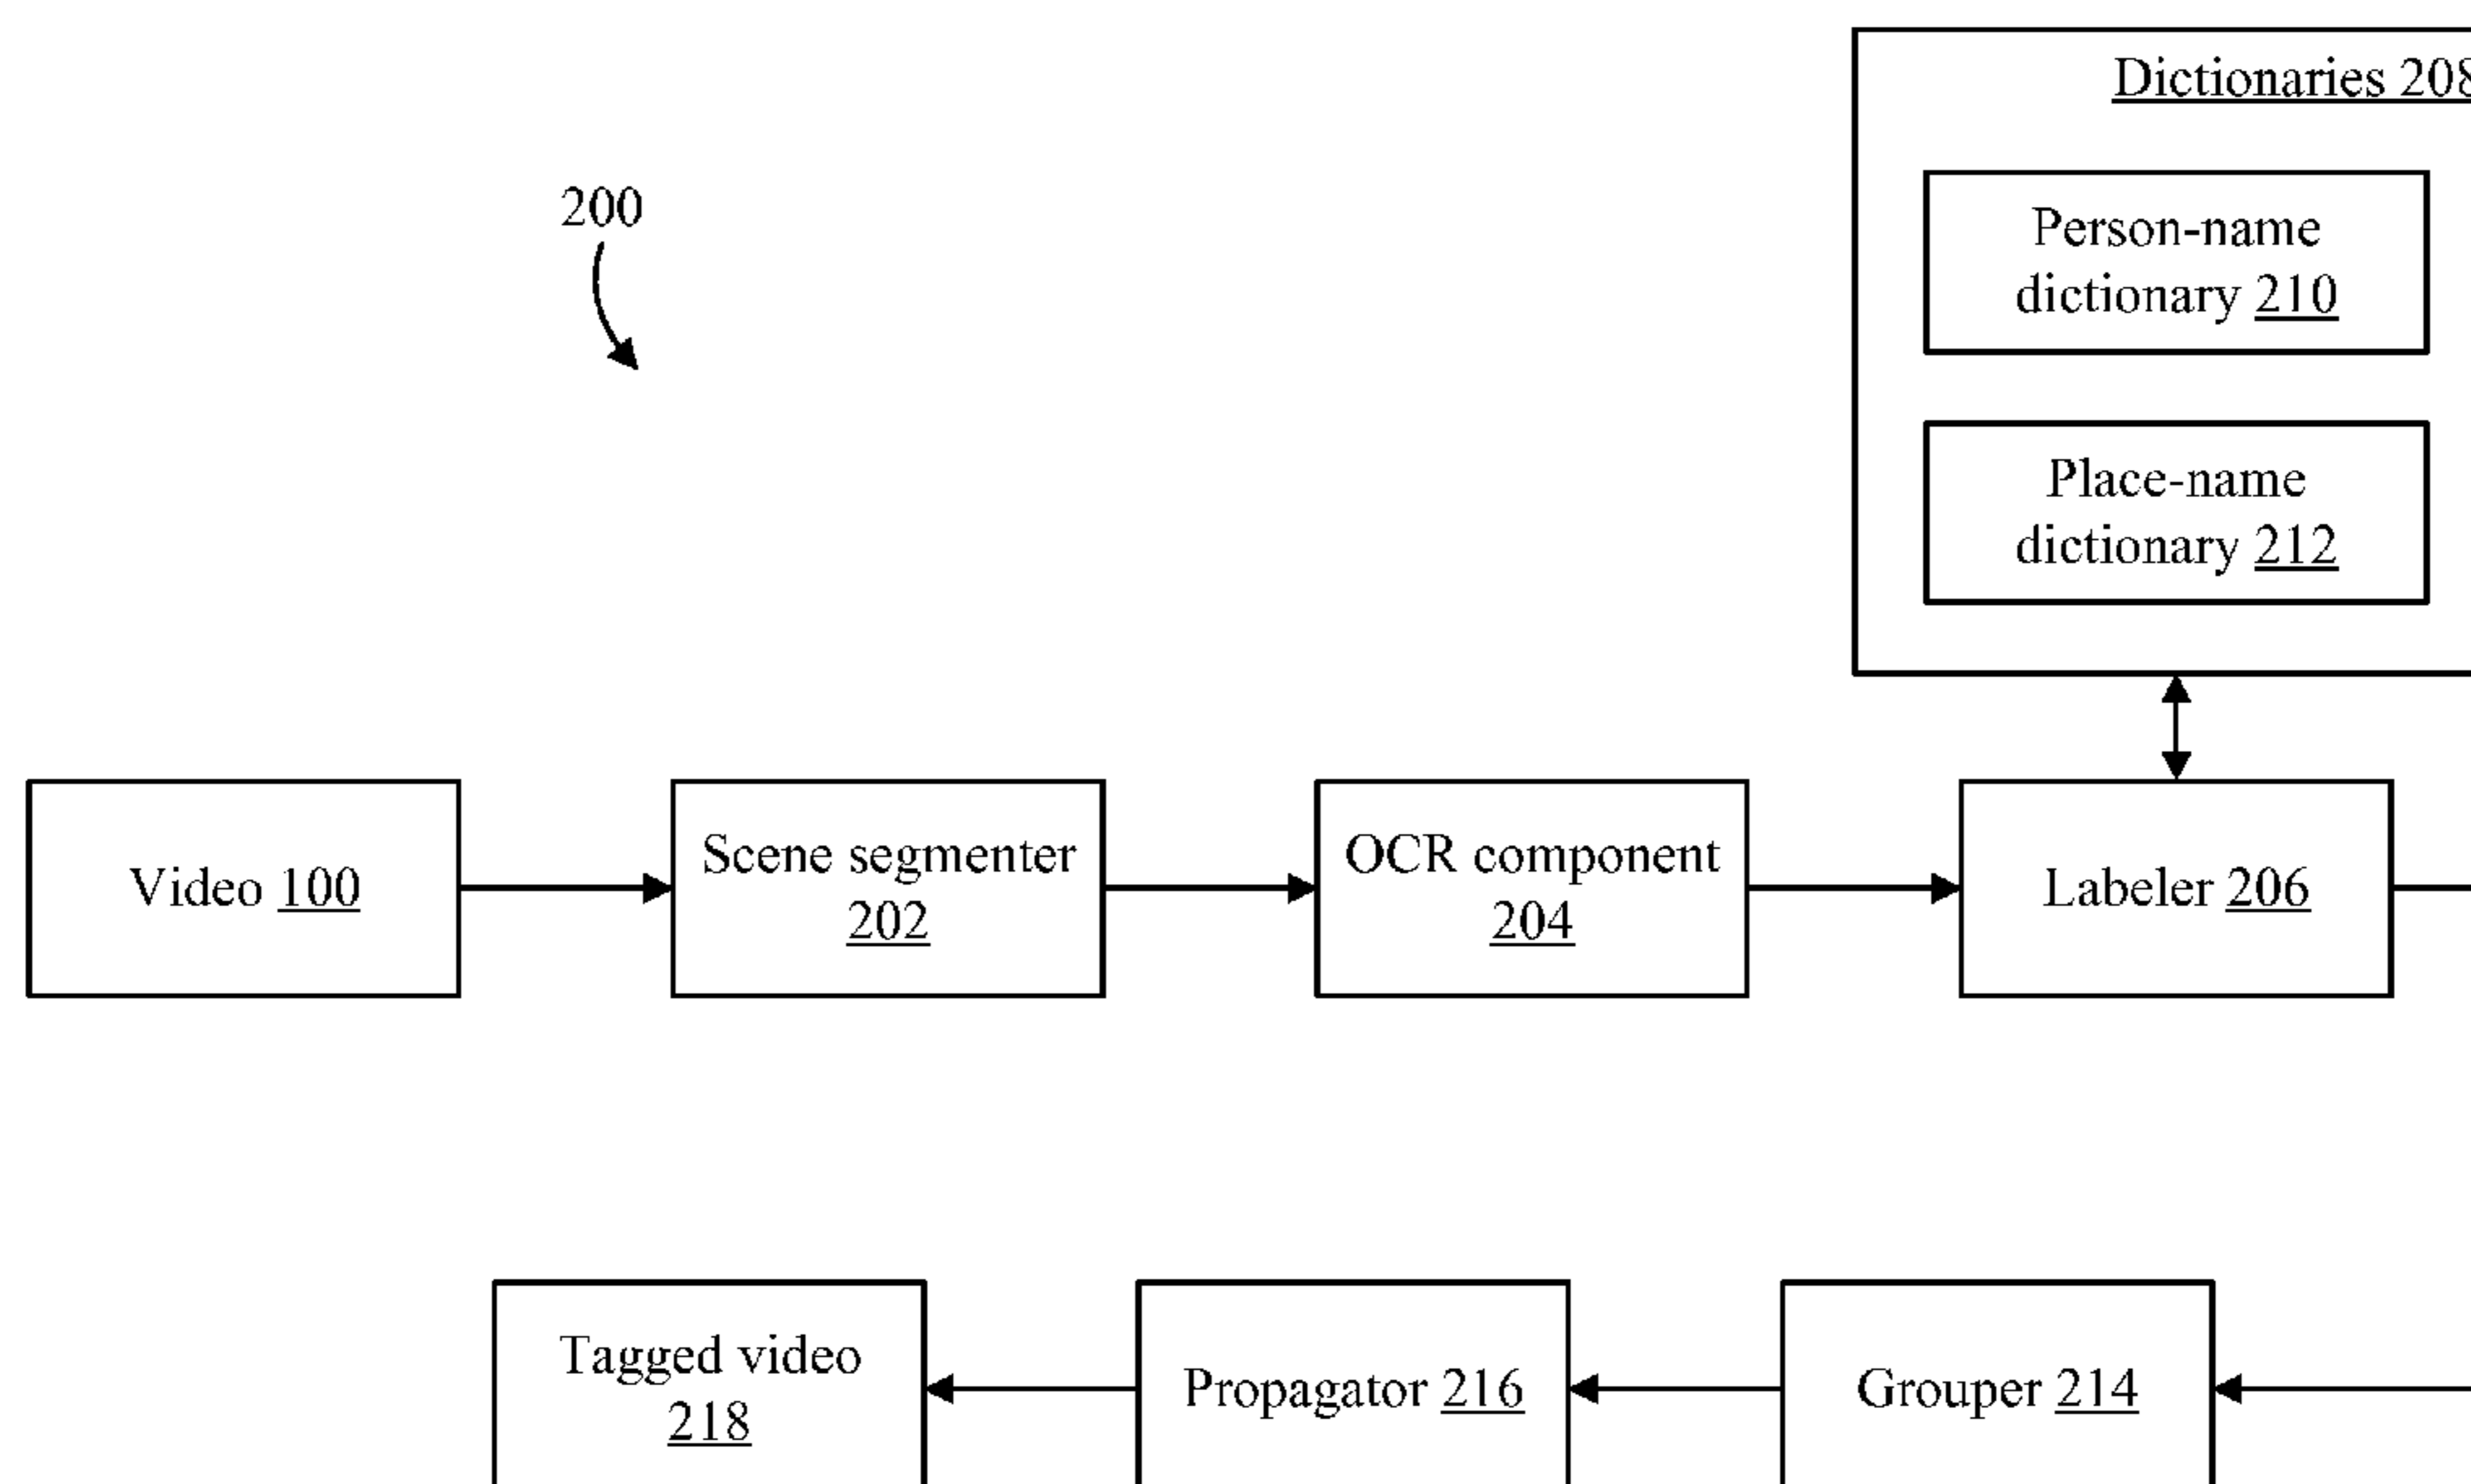 Dictionaries 208
200
Person-name
dictionary 210
Place-name
dictionary 212
Video 100
Scene segmenter
202
OCR component
204
Labeler 206
Tagged video
218
Propagator 216
Grouper 214